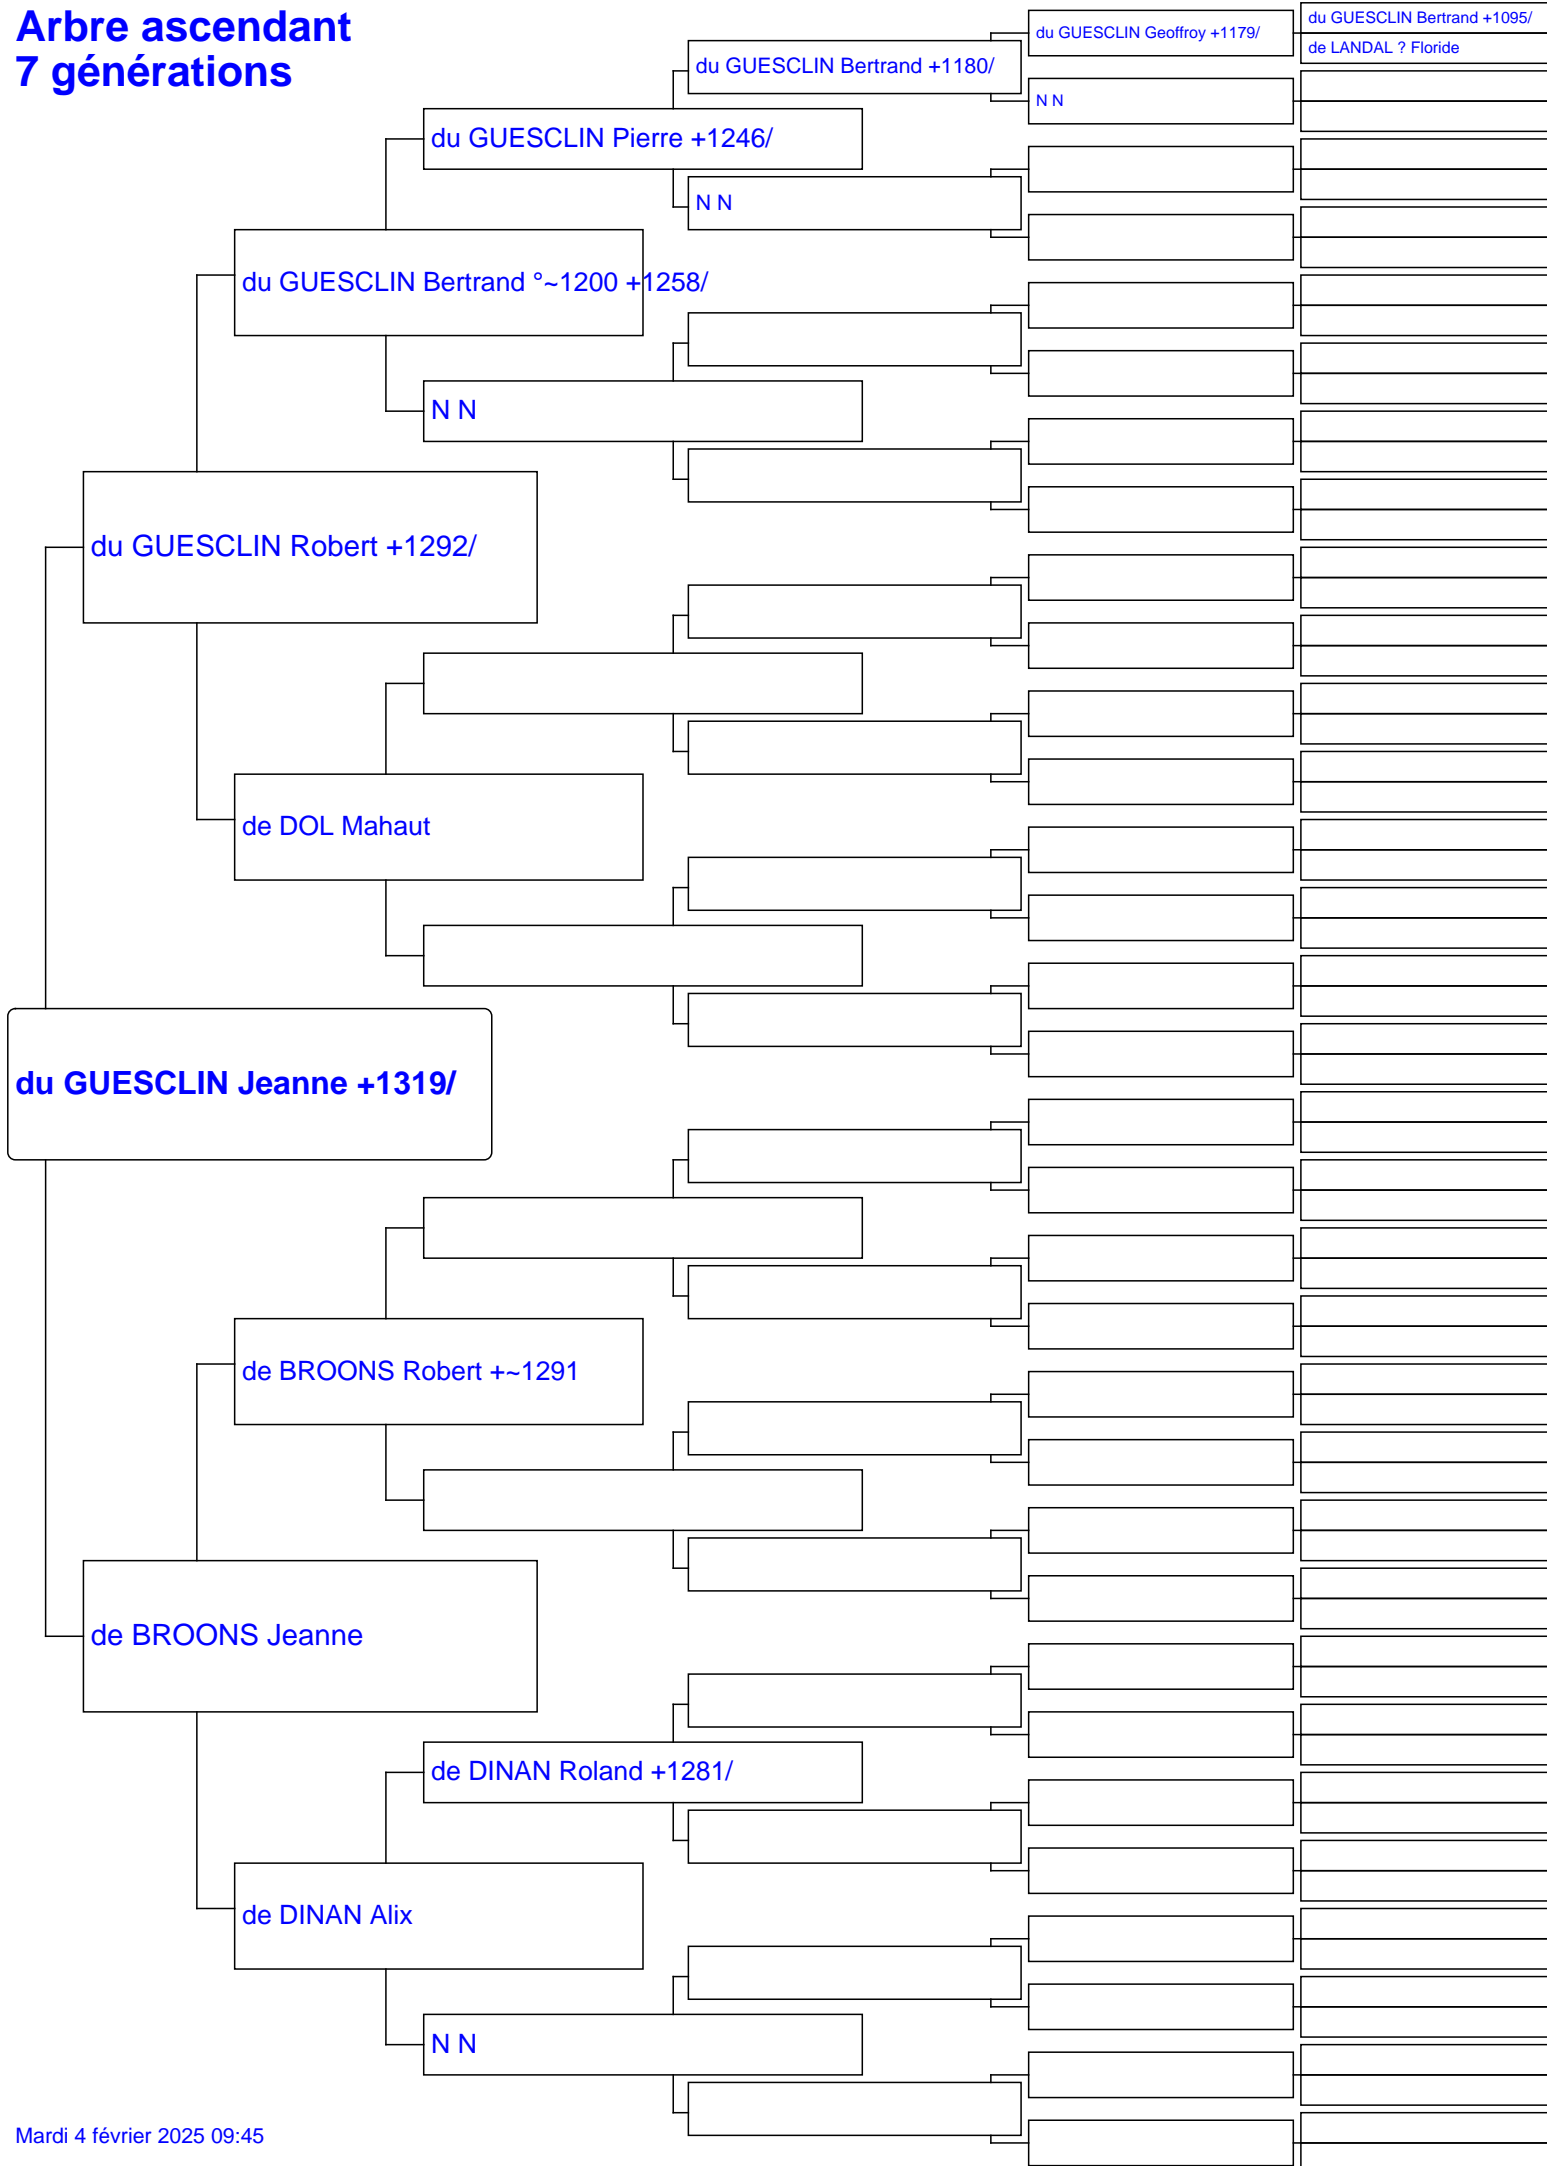 Arbre ascendant
7 générations
du GUESCLIN Bertrand +1095/
du GUESCLIN Geoffroy +1179/
de LANDAL ? Floride
du GUESCLIN Bertrand +1180/
N N
du GUESCLIN Pierre +1246/
N N
du GUESCLIN Bertrand °~1200 +1258/
N N
du GUESCLIN Robert +1292/
de DOL Mahaut
du GUESCLIN Jeanne +1319/
de BROONS Robert +~1291
de BROONS Jeanne
de DINAN Roland +1281/
de DINAN Alix
N N
Mardi 4 février 2025 09:45